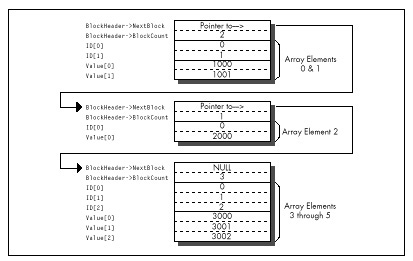 BlockHeader->NextBlock Pointer to—>
BlockHeader->BlockCount 2
ID[0] 0
ID[1] 1
Value[0] 1000
Value[1] 1001
Array Elements
0 & 1
BlockHeader->NextBlock Pointer to—>
BlockHeader->BlockCount 1
ID[0] 0
Value[0] 2000
Array Element 2
BlockHeader->NextBlock NULL
BlockHeader->BlockCount 3
ID[0] 0
ID[1] 1
ID[2] 2
Value[0] 3000
Value[1] 3001
Value[2] 3002
Array Elements
3 through 5